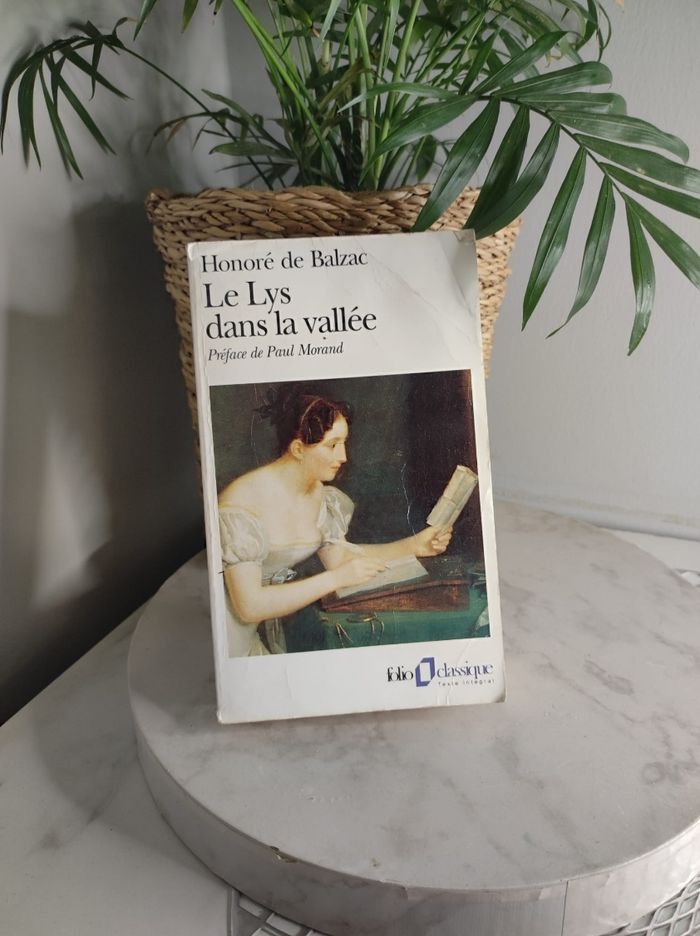 Honoré de Balzac
Le Lys
dans la vallée
Préface de Paul Morand
folio classique
Texte intégral